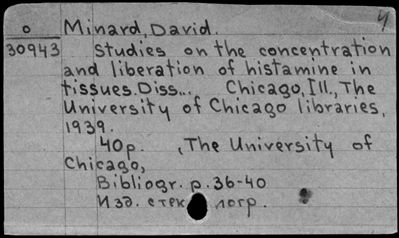 o Minard, David.
30943 Studies on the concentration
and liberation of histamine in
tissues. Diss... Chicago, Ill., The
University of Chicago libraries,
1939.
40p. , The University of
Chicago,
Bibliogr. p. 36-40
Изд. стек логр.
4